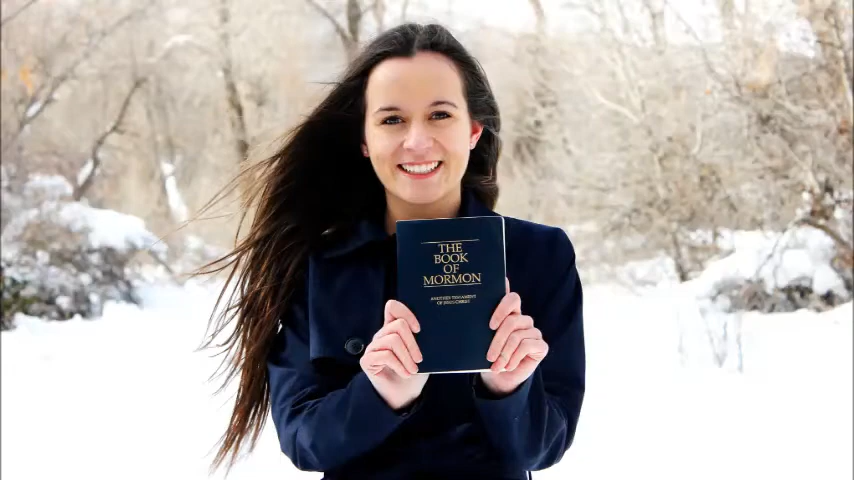 THE
BOOK
OF
MORMON
ANOTHER TESTAMENT
OF JESUS CHRIST